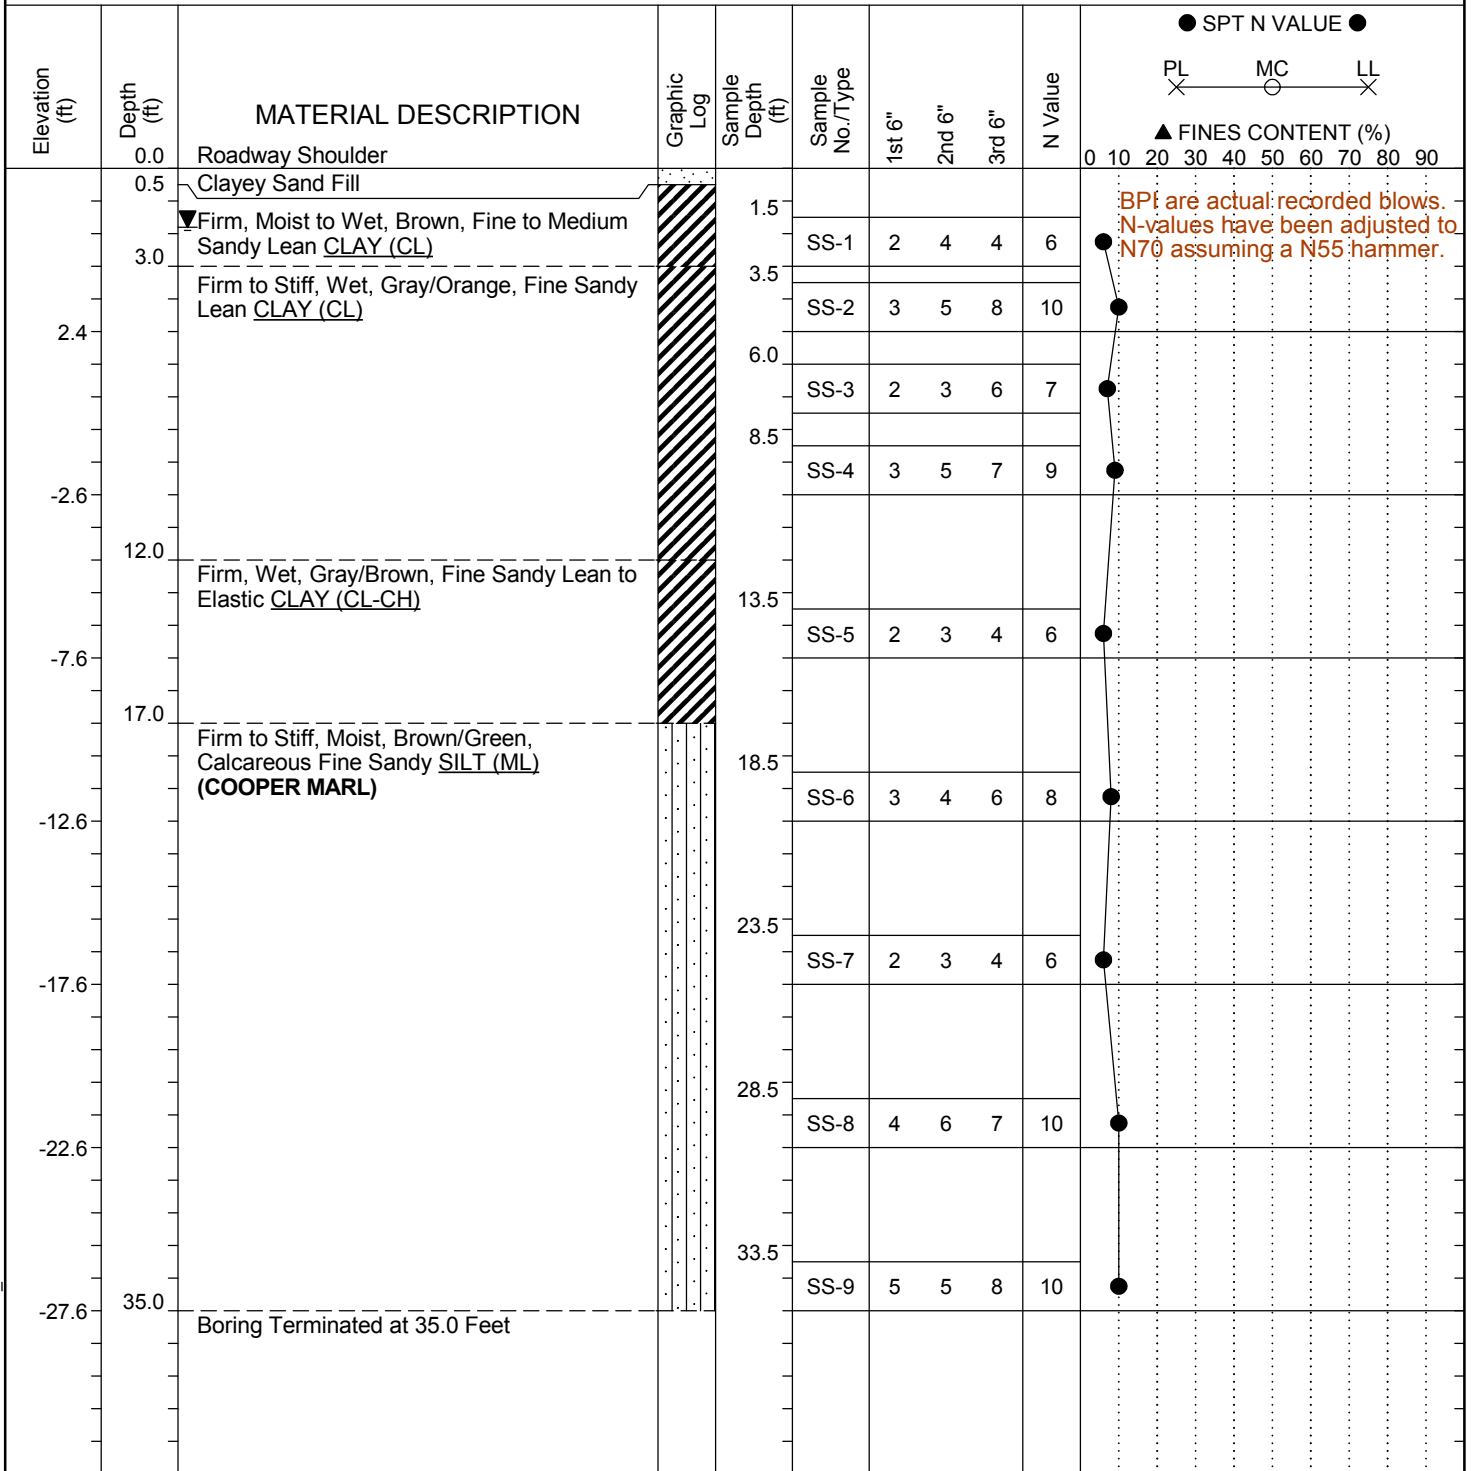 ● SPT N VALUE ●
PL MC LL
▲ FINES CONTENT (%)
0 10 20 30 40 50 60 70 80 90
Elevation (ft)
Depth (ft)
MATERIAL DESCRIPTION
Graphic Log
Sample Depth (ft)
Sample No./Type
1st 6"
2nd 6"
3rd 6"
N Value
0.0 Roadway Shoulder
0.5 Clayey Sand Fill
BPI are actual recorded blows.
N-values have been adjusted to
N70 assuming a N55 hammer.
1.5
Firm, Moist to Wet, Brown, Fine to Medium
Sandy Lean CLAY (CL)
SS-1 2 4 4 6
3.0
3.5
Firm to Stiff, Wet, Gray/Orange, Fine Sandy
Lean CLAY (CL)
SS-2 3 5 8 10
2.4
6.0
SS-3 2 3 6 7
8.5
SS-4 3 5 7 9
-2.6
12.0
Firm, Wet, Gray/Brown, Fine Sandy Lean to
Elastic CLAY (CL-CH)
13.5
SS-5 2 3 4 6
-7.6
17.0
Firm to Stiff, Moist, Brown/Green,
Calcareous Fine Sandy SILT (ML)
(COOPER MARL)
18.5
SS-6 3 4 6 8
-12.6
23.5
SS-7 2 3 4 6
-17.6
28.5
SS-8 4 6 7 10
-22.6
33.5
SS-9 5 5 8 10
-27.6
35.0
Boring Terminated at 35.0 Feet